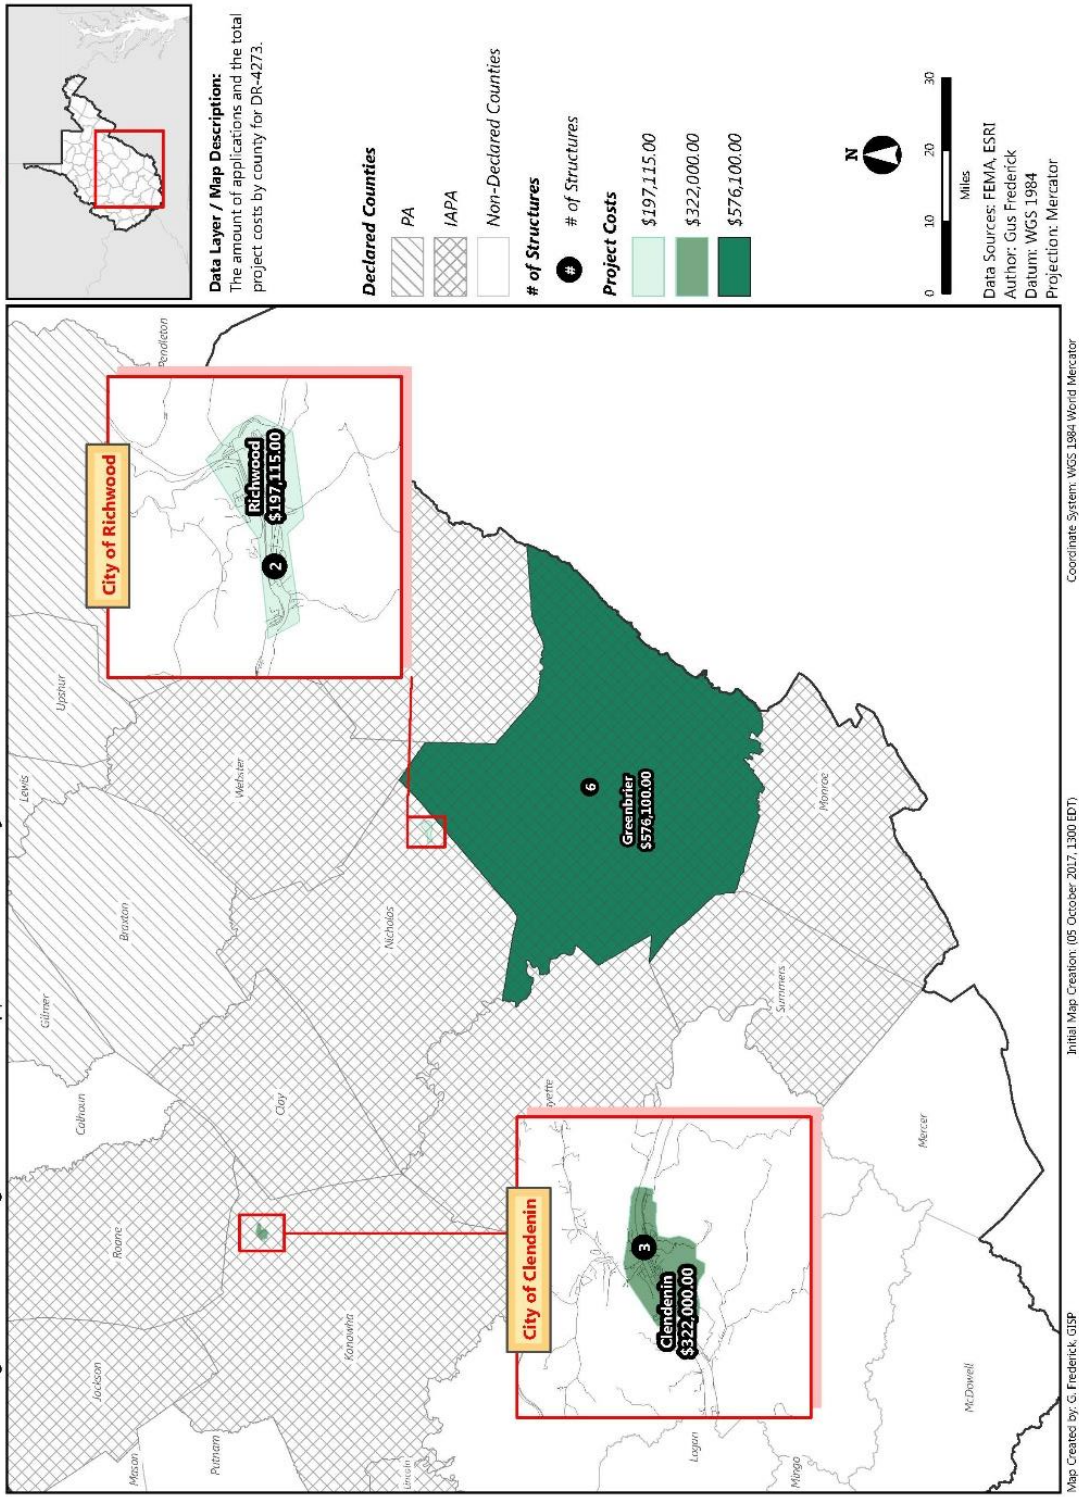 Data Layer / Map Description:
The amount of applications and the total
project costs by county for DR-4273.
Declared Counties
PA
IAPA
Non-Declared Counties
# of Structures
#
# of Structures
Project Costs
$197,115.00
$322,000.00
$576,100.00
N
0
10
20
30
Miles
Data Sources: FEMA, ESRI
Author: Gus Frederick
Datum: WGS 1984
Projection: Mercator
City of Richwood
Richwood
$197,115.00
2
City of Clendenin
3
Clendenin
$322,000.00
6
Greenbrier
$576,100.00
Pendleton
Upshur
Lewis
Webster
Braxton
Gilmer
Nicholas
Calhoun
Clay
Roane
Jackson
Kanawha
Mason
Putnam
Lincoln
yette
Logan
Mingo
McDowell
Mercer
Summers
Monroe
Map Created by: G. Frederick, GISP
Initial Map Creation: (05 October 2017, 1300 EDT)
Coordinate System: WGS 1984 World Mercator